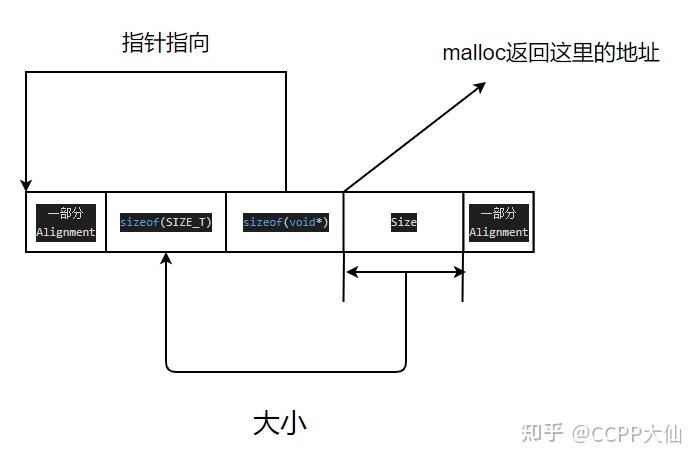 指针指向
malloc返回这里的地址
一部分
Alignment
sizeof(SIZE_T)
sizeof(void*)
Size
一部分
Alignment
大小
知乎 @CCPP大仙